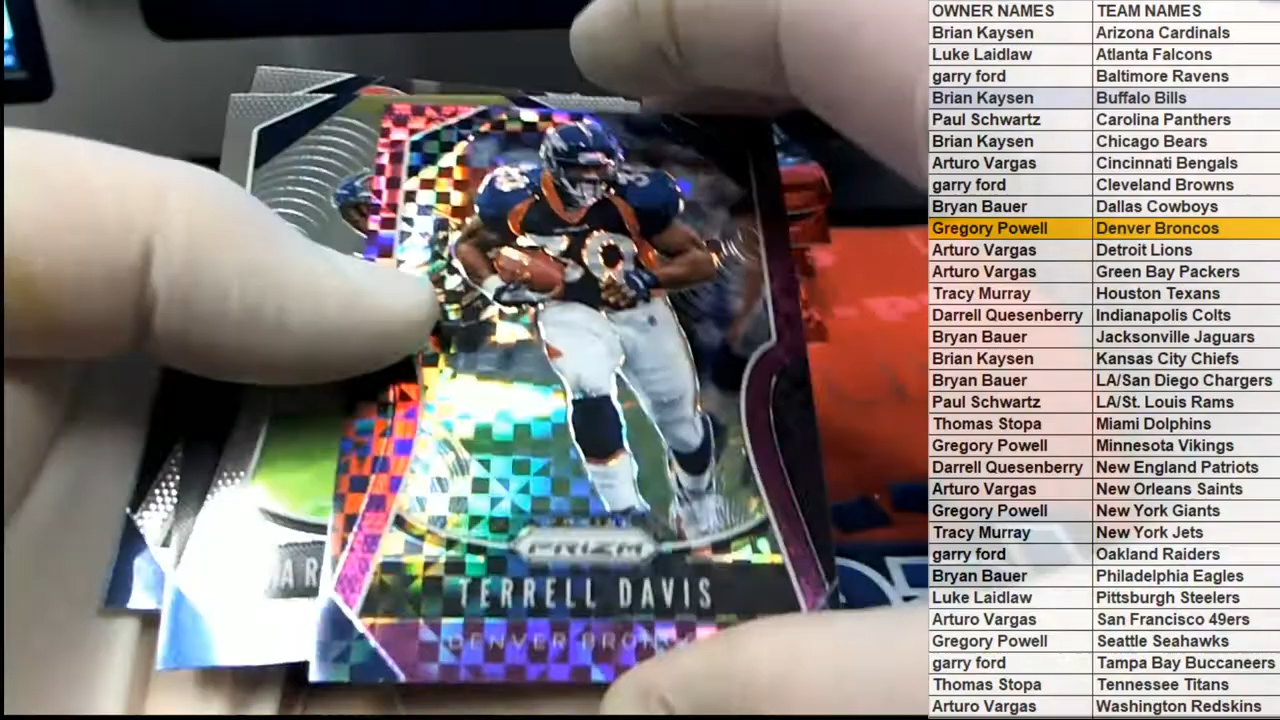 OWNER NAMES TEAM NAMES
Brian Kaysen Arizona Cardinals
Luke Laidlaw Atlanta Falcons
garry ford Baltimore Ravens
Brian Kaysen Buffalo Bills
Paul Schwartz Carolina Panthers
Brian Kaysen Chicago Bears
Arturo Vargas Cincinnati Bengals
garry ford Cleveland Browns
Bryan Bauer Dallas Cowboys
Gregory Powell Denver Broncos
Arturo Vargas Detroit Lions
Arturo Vargas Green Bay Packers
Tracy Murray Houston Texans
Darrell Quesenberry Indianapolis Colts
Bryan Bauer Jacksonville Jaguars
Brian Kaysen Kansas City Chiefs
Bryan Bauer LA/San Diego Chargers
Paul Schwartz LA/St. Louis Rams
Thomas Stopa Miami Dolphins
Gregory Powell Minnesota Vikings
Darrell Quesenberry New England Patriots
Arturo Vargas New Orleans Saints
Gregory Powell New York Giants
Tracy Murray New York Jets
garry ford Oakland Raiders
Bryan Bauer Philadelphia Eagles
Luke Laidlaw Pittsburgh Steelers
Arturo Vargas San Francisco 49ers
Gregory Powell Seattle Seahawks
garry ford Tampa Bay Buccaneers
Thomas Stopa Tennessee Titans
Arturo Vargas Washington Redskins
30
PRIZM
AR
TERRELL DAVIS
DENVER